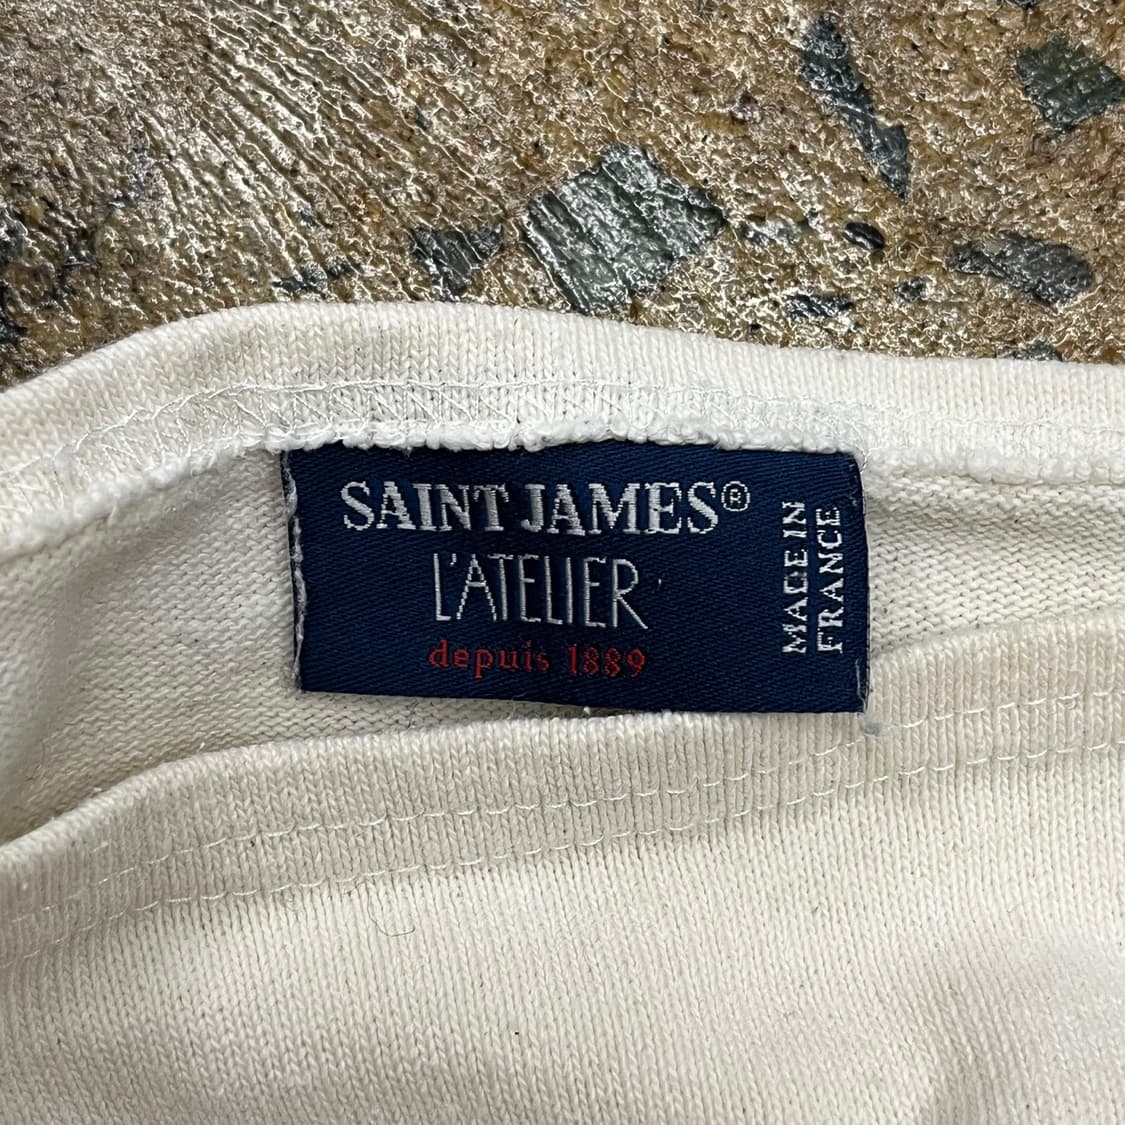 SAINT JAMES®
L'ATELIER
depuis 1889
MADE IN
FRANCE